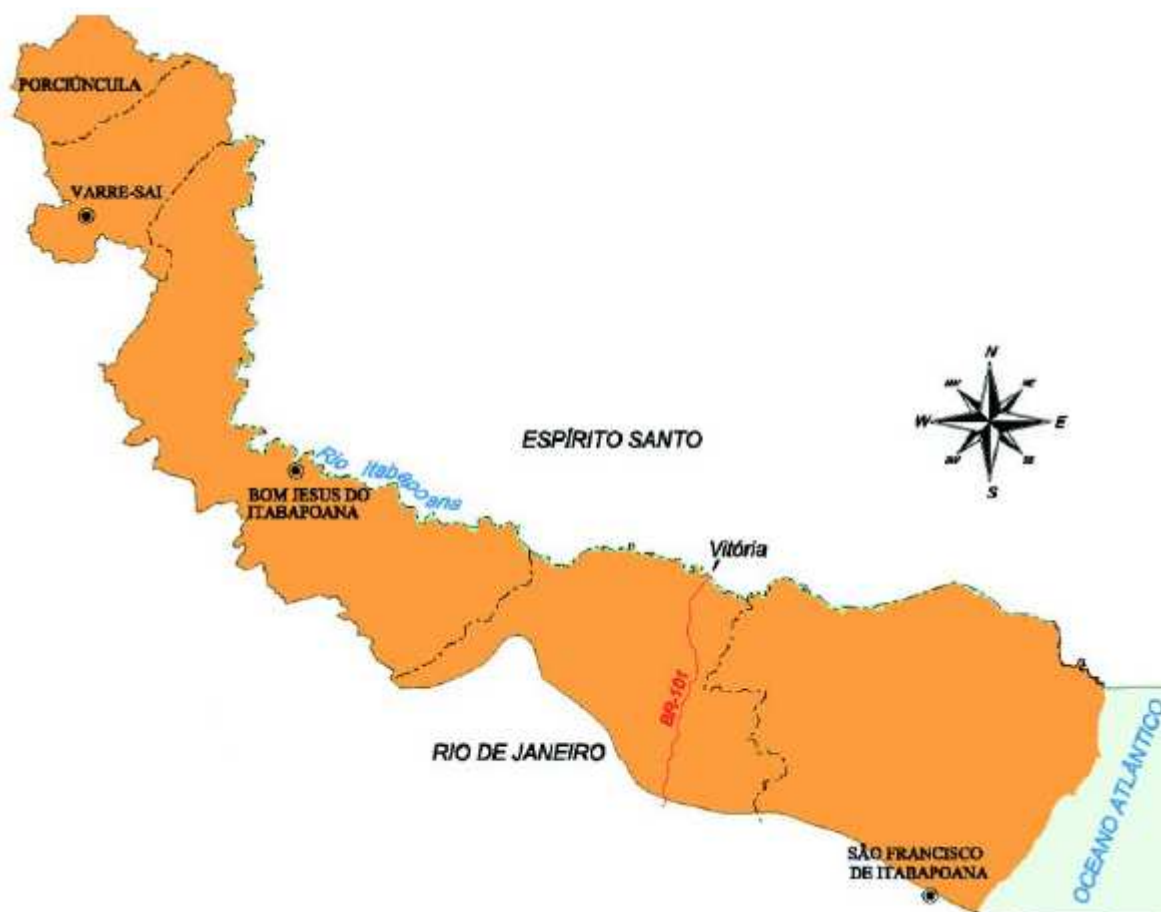 PORCIÚNCULA
VARRE-SAI
N
W
E
S
ESPÍRITO SANTO
Rio Itabapoana
BOM JESUS DO
ITABAPOANA
Vitória
BR-101
RIO DE JANEIRO
OCEANO ATLÂNTICO
SÃO FRANCISCO
DE ITABAPOANA